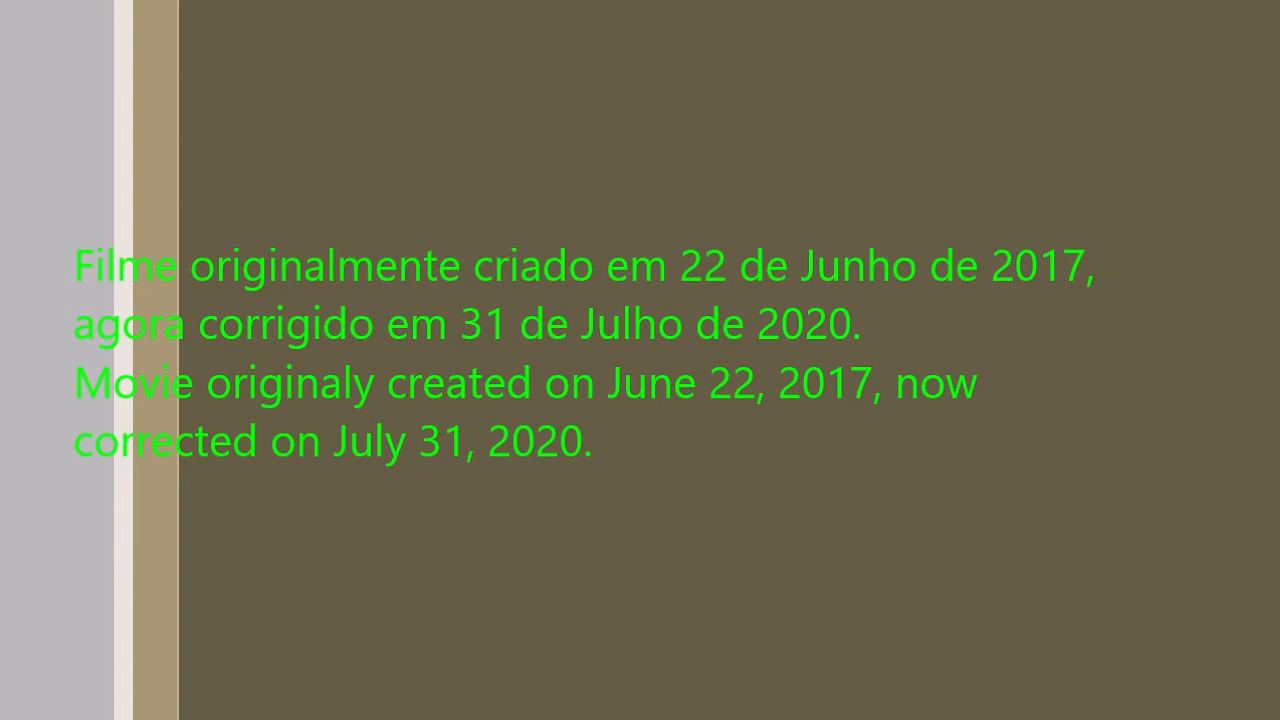 Filme originalmente criado em 22 de Junho de 2017,
agora corrigido em 31 de Julho de 2020.
Movie originaly created on June 22, 2017, now
corrected on July 31, 2020.